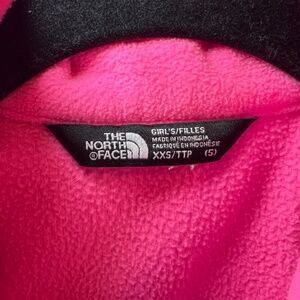 THE
NORTH
FACE
GIRL'S/FILLES
MADE IN INDONESIA
FABRIQUÉ EN INDONÉSIE
XXS/TTP (5)